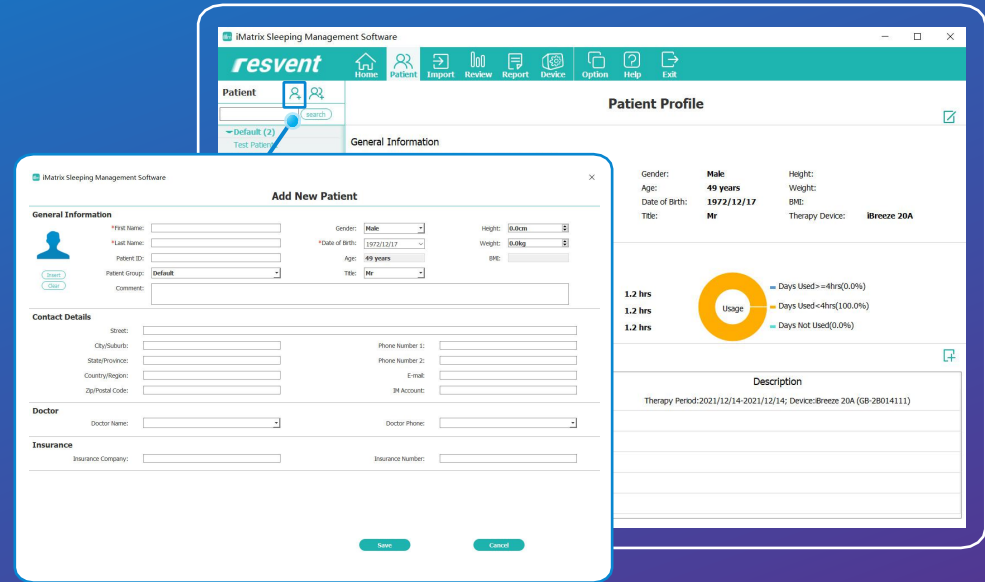 iMatrix Sleeping Management Software
resvent
Home Patient Import Review Report Device Option Help Exit
Patient
search
Default (2)
Test Patient
Patient Profile
General Information
Gender: Male Height:
Age: 49 years Weight:
Date of Birth: 1972/12/17 BMI:
Title: Mr Therapy Device: iBreeze 20A
1.2 hrs
1.2 hrs
1.2 hrs
Usage
Days Used>=4hrs(0.0%)
Days Used<4hrs(100.0%)
Days Not Used(0.0%)
Description
Therapy Period:2021/12/14-2021/12/14; Device:iBreeze 20A (GB-2B014111)
iMatrix Sleeping Management Software
Add New Patient
General Information
*First Name: Gender: Male Height: 0.0cm
*Last Name: *Date of Birth: 1972/12/17 Weight: 0.0kg
Patient ID: Age: 49 years BMI:
Insert Patient Group: Default Title: Mr
Clear Comment:
Contact Details
Street:
City/Suburb: Phone Number 1:
State/Province: Phone Number 2:
Country/Region: E-mail:
Zip/Postal Code: IM Account:
Doctor
Doctor Name: Doctor Phone:
Insurance
Insurance Company: Insurance Number:
Save Cancel